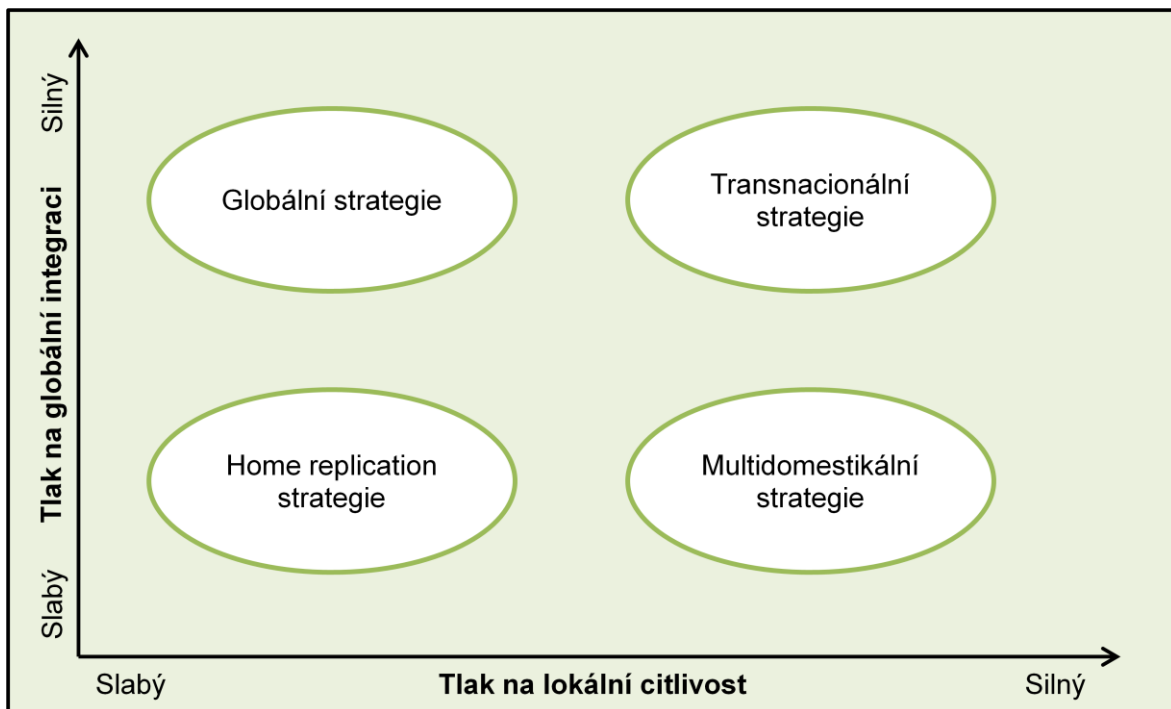 Silný
Tlak na globální integraci
Slabý
Globální strategie
Transnacionální
strategie
Home replication
strategie
Multidomestikální
strategie
Slabý
Tlak na lokální citlivost
Silný